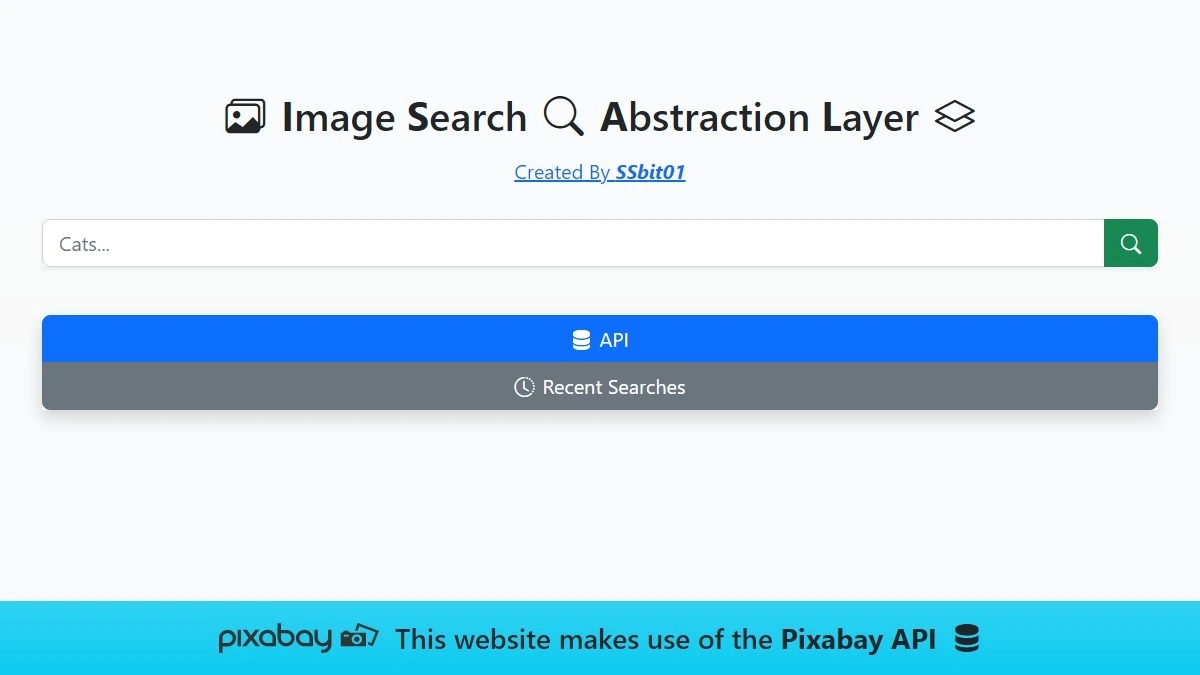 Image Search Abstraction Layer
Created By SSbit01
Cats...
API
Recent Searches
pixabay This website makes use of the Pixabay API